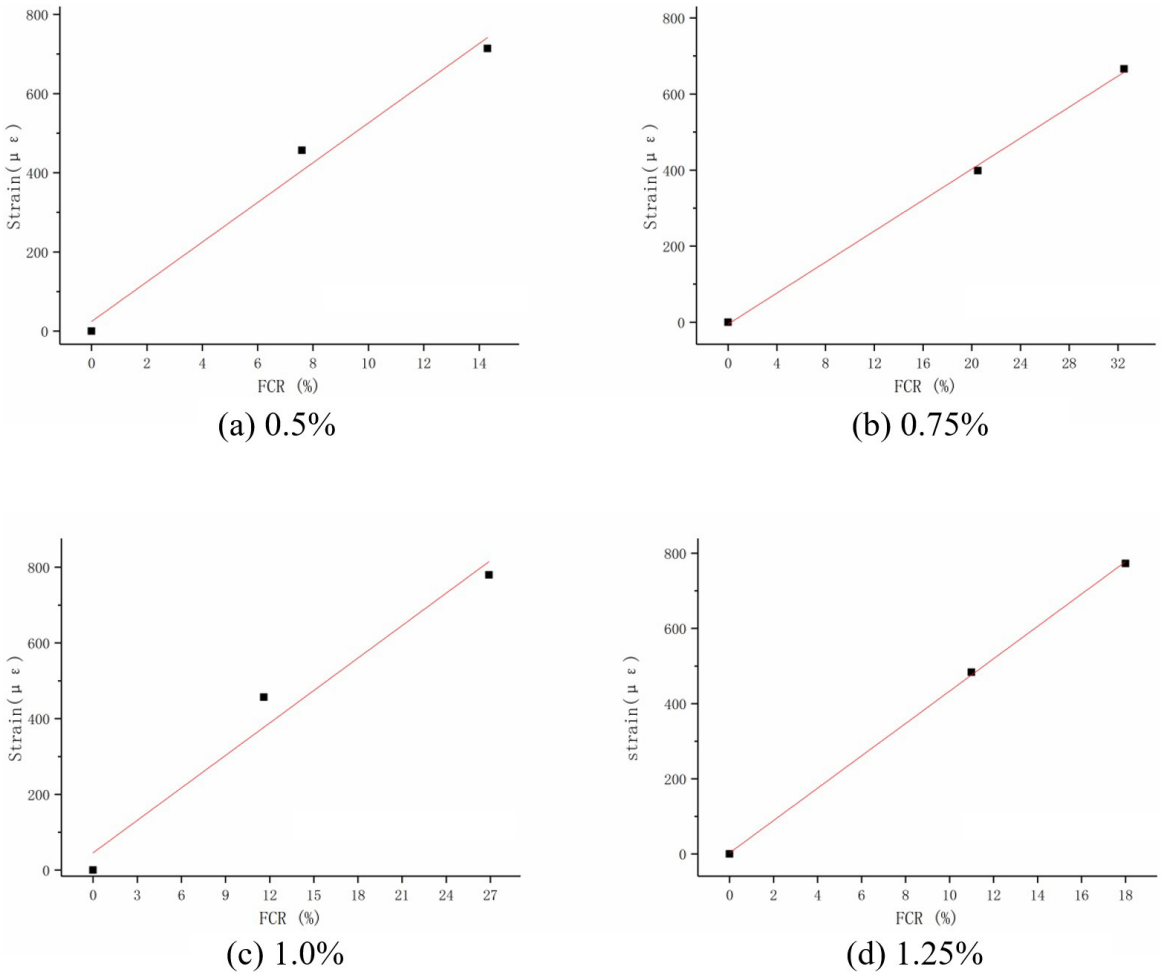 800
600
400
200
0
Strain(μ ε)
0 2 4 6 8 10 12 14
FCR (%)
(a) 0.5%
800
600
400
200
0
Strain(μ ε)
0 4 8 12 16 20 24 28 32
FCR (%)
(b) 0.75%
800
600
400
200
0
Strain(μ ε)
0 3 6 9 12 15 18 21 24 27
FCR (%)
(c) 1.0%
800
600
400
200
0
strain(μ ε)
0 2 4 6 8 10 12 14 16 18
FCR (%)
(d) 1.25%